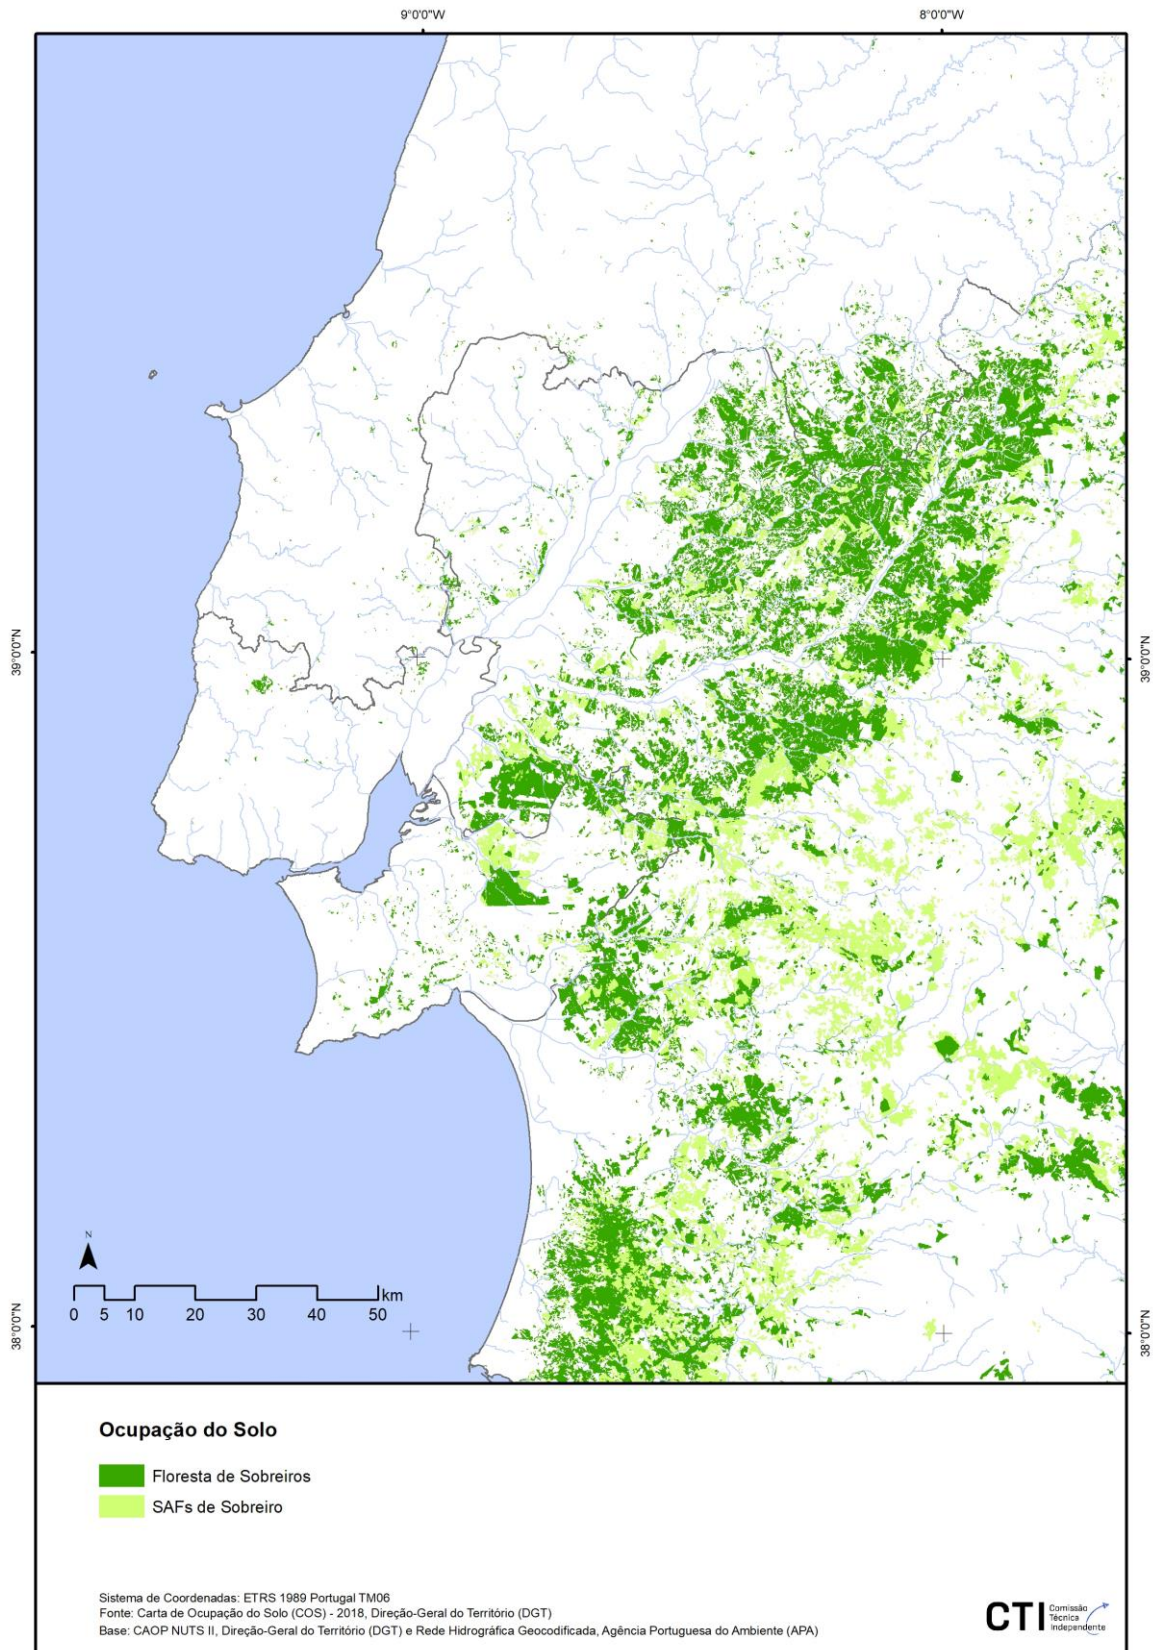 9°0'0"W 8°0'0"W
39°0'0"N 39°0'0"N
N
km
0 5 10 20 30 40 50
38°0'0"N 38°0'0"N
Ocupação do Solo
Floresta de Sobreiros
SAFs de Sobreiro
Sistema de Coordenadas: ETRS 1989 Portugal TM06
Fonte: Carta de Ocupação do Solo (COS) - 2018, Direção-Geral do Território (DGT)
Base: CAOP NUTS II, Direção-Geral do Território (DGT) e Rede Hidrográfica Geocodificada, Agência Portuguesa do Ambiente (APA)
CTI
Comissão
Técnica
Independente